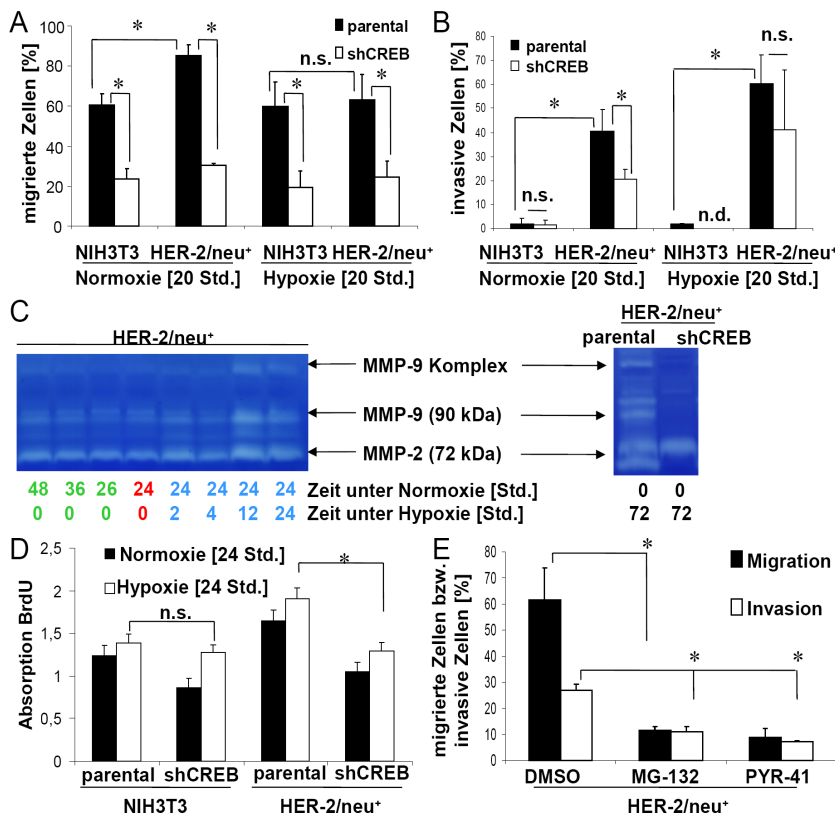 A
migrierte Zellen [%]
100
80
60
40
20
0
parental
shCREB
*
*
*
n.s.
*
*
NIH3T3 HER-2/neu⁺ NIH3T3 HER-2/neu⁺
Normoxie [20 Std.] Hypoxie [20 Std.]
B
invasive Zellen [%]
80
70
60
50
40
30
20
10
0
parental
shCREB
n.s.
*
*
*
n.s.
n.d.
NIH3T3 HER-2/neu⁺ NIH3T3 HER-2/neu⁺
Normoxie [20 Std.] Hypoxie [20 Std.]
C
HER-2/neu⁺
HER-2/neu⁺
parental shCREB
MMP-9 Komplex
MMP-9 (90 kDa)
MMP-2 (72 kDa)
48 36 26 24 24 24 24 24 Zeit unter Normoxie [Std.] 0 0
0 0 0 0 2 4 12 24 Zeit unter Hypoxie [Std.] 72 72
D
Absorption BrdU
2,5
2
1,5
1
0,5
0
Normoxie [24 Std.]
Hypoxie [24 Std.]
n.s.
*
parental shCREB parental shCREB
NIH3T3 HER-2/neu⁺
E
migrierte Zellen bzw.
invasive Zellen [%]
80
70
60
50
40
30
20
10
0
Migration
Invasion
*
*
*
DMSO MG-132 PYR-41
HER-2/neu⁺